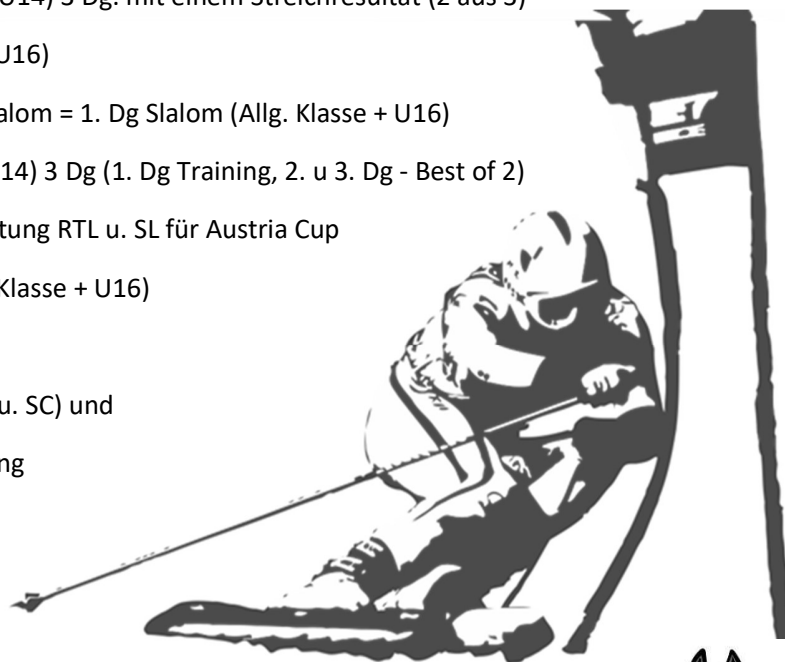 U14) 3 Dg. mit einem Streichresultat (2 aus 3)
U16)
alom = 1. Dg Slalom (Allg. Klasse + U16)
14) 3 Dg (1. Dg Training, 2. u 3. Dg - Best of 2)
tung RTL u. SL für Austria Cup
Klasse + U16)
u. SC) und
ng